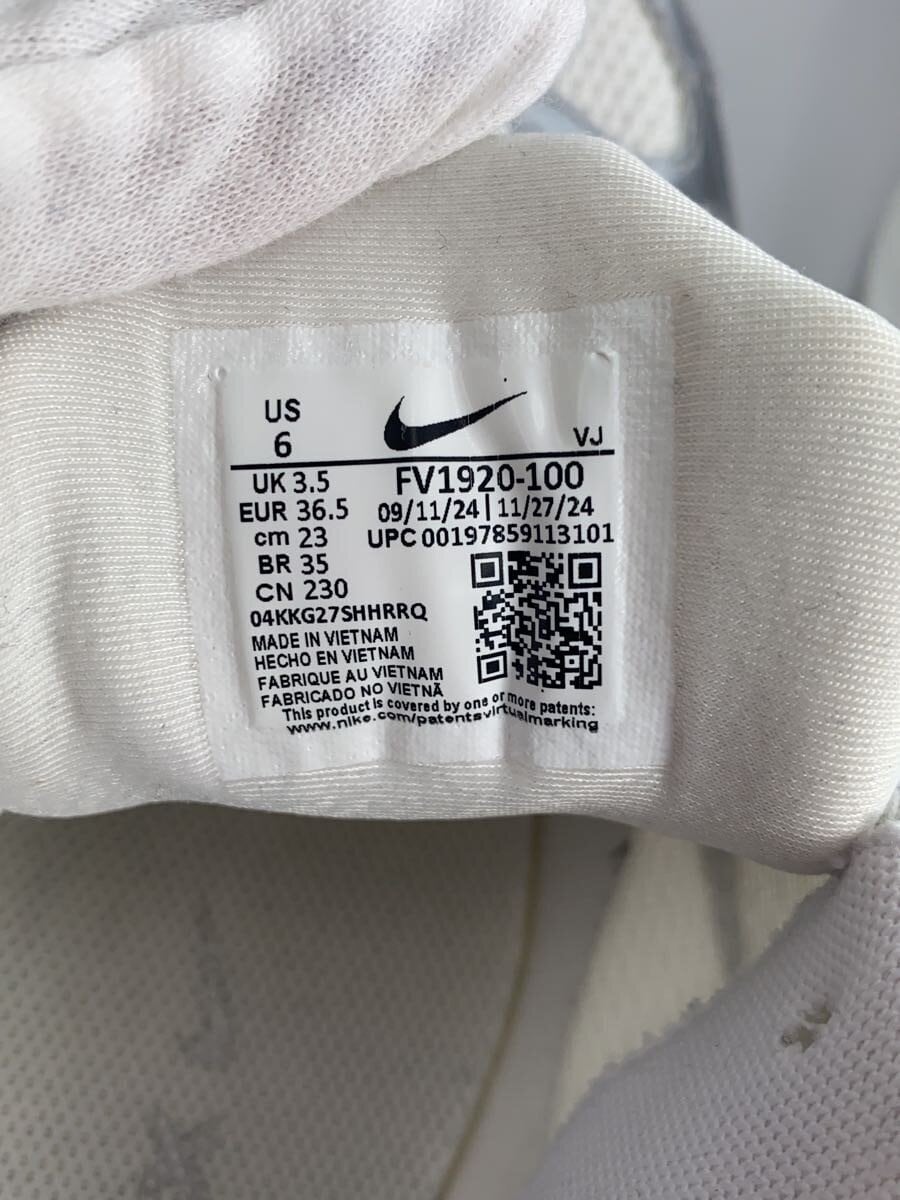 US
6
VJ
UK 3.5
FV1920-100
EUR 36.5
09/11/24 | 11/27/24
cm 23
UPC 00197859113101
BR 35
CN 230
04KKG27SHHRRQ
MADE IN VIETNAM
HECHO EN VIETNAM
FABRIQUE AU VIETNAM
FABRICADO NO VIETNÃ
This product is covered by one or more patents:
www.nike.com/patentsvirtualmarking